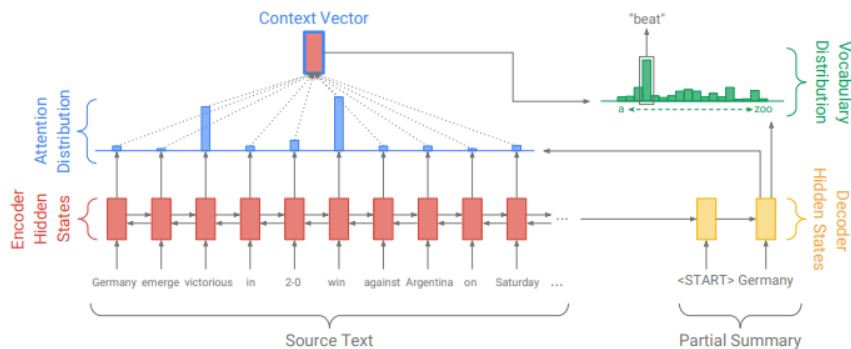 Context Vector
"beat"
Vocabulary
Distribution
a
zoo
Attention
Distribution
Encoder
Hidden
States
...
Decoder
Hidden States
Germany emerge victorious in 2-0 win against Argentina on Saturday ...
<START> Germany
Source Text
Partial Summary